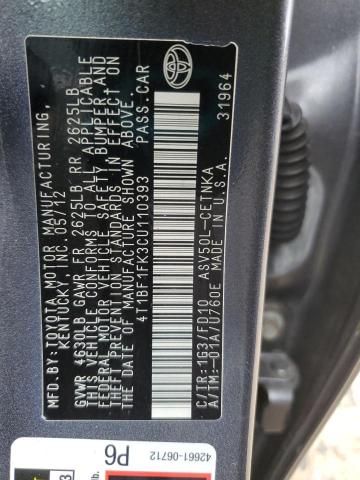 MFD.BY: TOYOTA MOTOR MANUFACTURING,
KENTUCKY, INC. 05/12
GVWR 4630LB GAWR FR 2625LB RR 2625LB
THIS VEHICLE CONFORMS TO ALL APPLICABLE
FEDERAL MOTOR VEHICLE SAFETY, BUMPER, AND
THEFT PREVENTION STANDARDS IN EFFECT ON
THE DATE OF MANUFACTURE SHOWN ABOVE.
4T1BF1FK3CU110393 PASS.CAR
C/TR:1G3/FD10 ASV50L-CETNKA
A/TM:-01A/U760E MADE IN U.S.A.
31964
42661-06712
P6
lb.
3